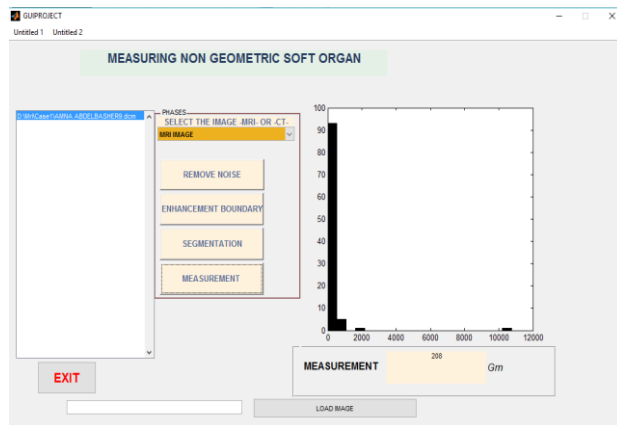 GUIPROJECT
Untitled 1 Untitled 2
MEASURING NON GEOMETRIC SOFT ORGAN
D:\Mri\Case1\AMNA ABDELBASHER9.dcm
PHASES
SELECT THE IMAGE -MRI- OR -CT-
MRI IMAGE
REMOVE NOISE
ENHANCEMENT BOUNDARY
SEGMENTATION
MEASUREMENT
100
90
80
70
60
50
40
30
20
10
0
0 2000 4000 6000 8000 10000 12000
MEASUREMENT 208 Gm
EXIT
LOAD IMAGE